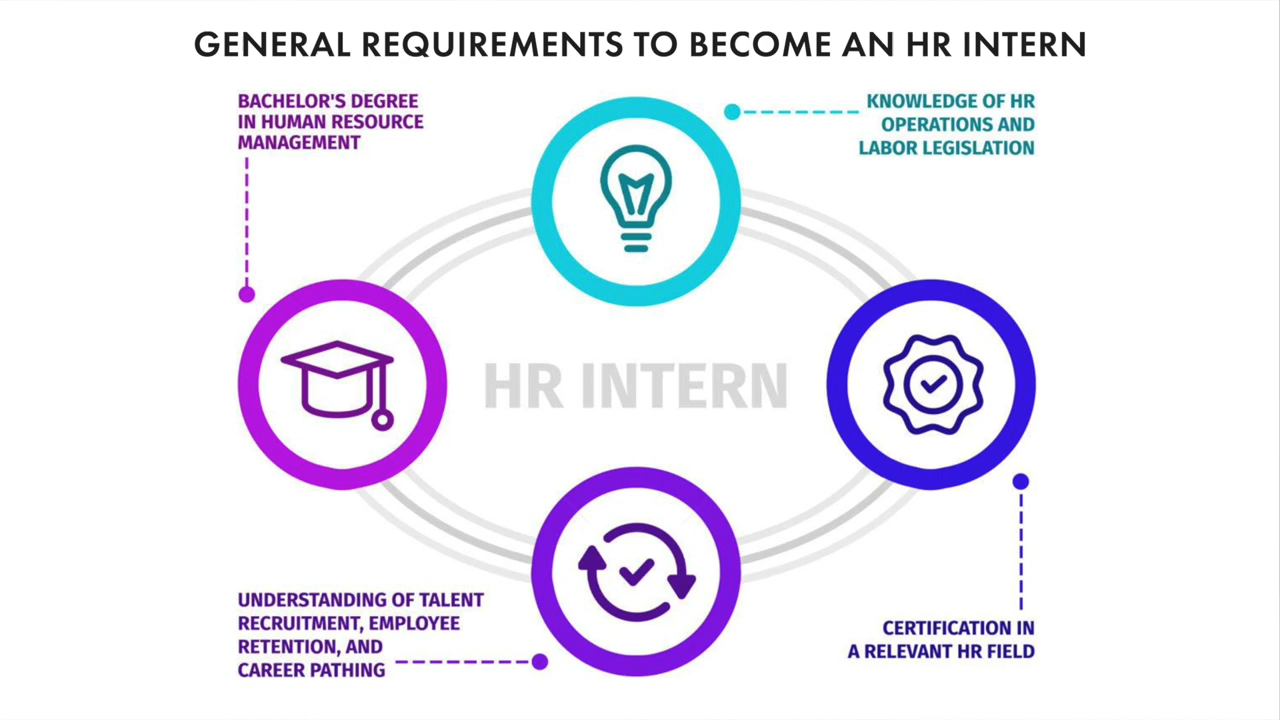 GENERAL REQUIREMENTS TO BECOME AN HR INTERN
BACHELOR'S DEGREE
IN HUMAN RESOURCE
MANAGEMENT
KNOWLEDGE OF HR
OPERATIONS AND
LABOR LEGISLATION
HR INTERN
UNDERSTANDING OF TALENT
RECRUITMENT, EMPLOYEE
RETENTION, AND
CAREER PATHING
CERTIFICATION IN
A RELEVANT HR FIELD